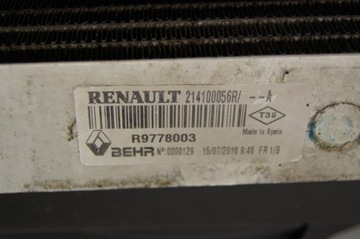 RENAULT 214100056R/ --A
T35
Made in Spain
R9778003
BEHR Nº:0000129 15/07/2010 9:46 FR 1/8